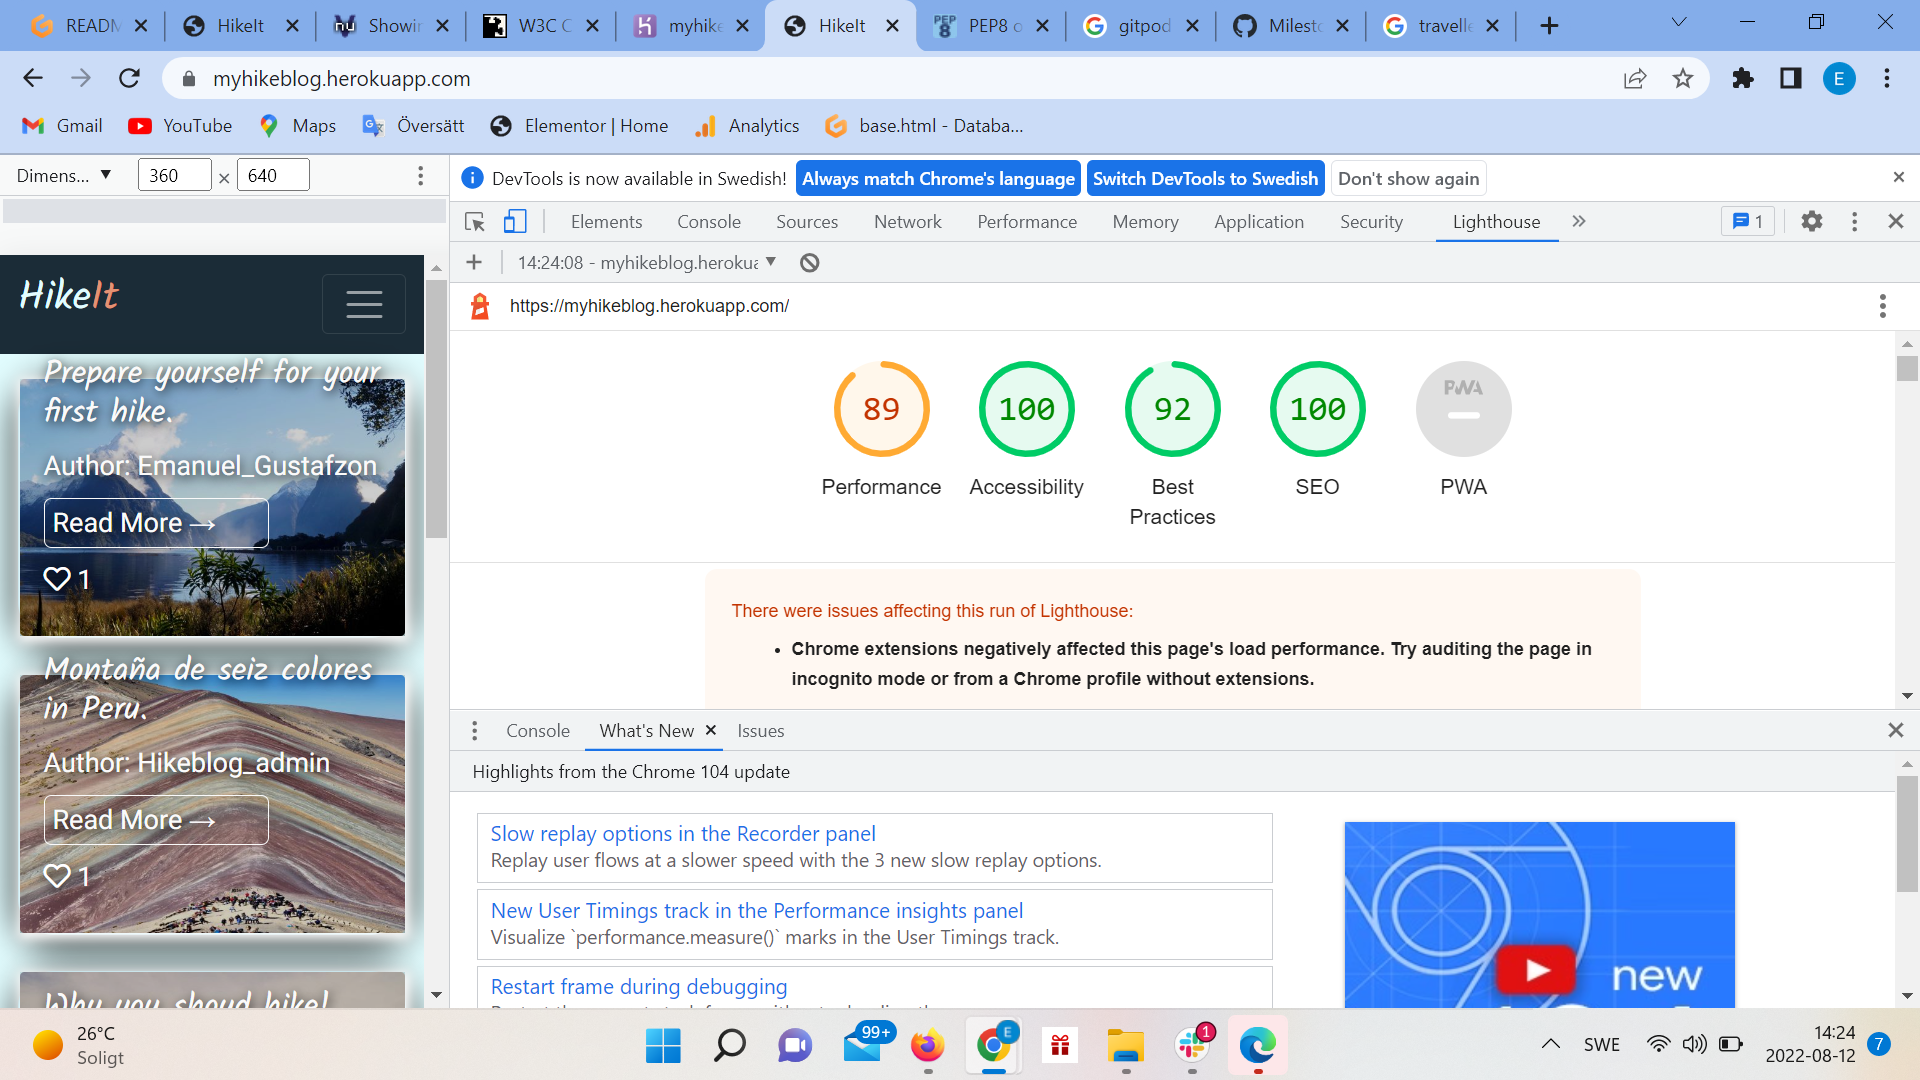 READM
HikeIt
Showin
W3C C
myhike
HikeIt
PEP8 o
gitpod
Milesto
travelle
myhikeblog.herokuapp.com
E
Gmail
YouTube
Maps
Översätt
Elementor | Home
Analytics
base.html - Databa...
Dimens...
360
×
640
DevTools is now available in Swedish!
Always match Chrome's language
Switch DevTools to Swedish
Don't show again
Elements
Console
Sources
Network
Performance
Memory
Application
Security
Lighthouse
1
14:24:08 - myhikeblog.heroku
https://myhikeblog.herokuapp.com/
HikeIt
Prepare yourself for your
first hike.
Author: Emanuel_Gustafzon
Read More →
1
Montaña de seiz colores
in Peru.
Author: Hikeblog_admin
Read More →
1
Why you shoud hike!
89
100
92
100
PWA
Performance
Accessibility
Best
Practices
SEO
PWA
There were issues affecting this run of Lighthouse:
• Chrome extensions negatively affected this page's load performance. Try auditing the page in
incognito mode or from a Chrome profile without extensions.
Console
What's New
Issues
Highlights from the Chrome 104 update
Slow replay options in the Recorder panel
Replay user flows at a slower speed with the 3 new slow replay options.
New User Timings track in the Performance insights panel
Visualize `performance.measure()` marks in the User Timings track.
Restart frame during debugging
new
26°C
Soligt
99+
E
1
SWE
14:24
2022-08-12
7